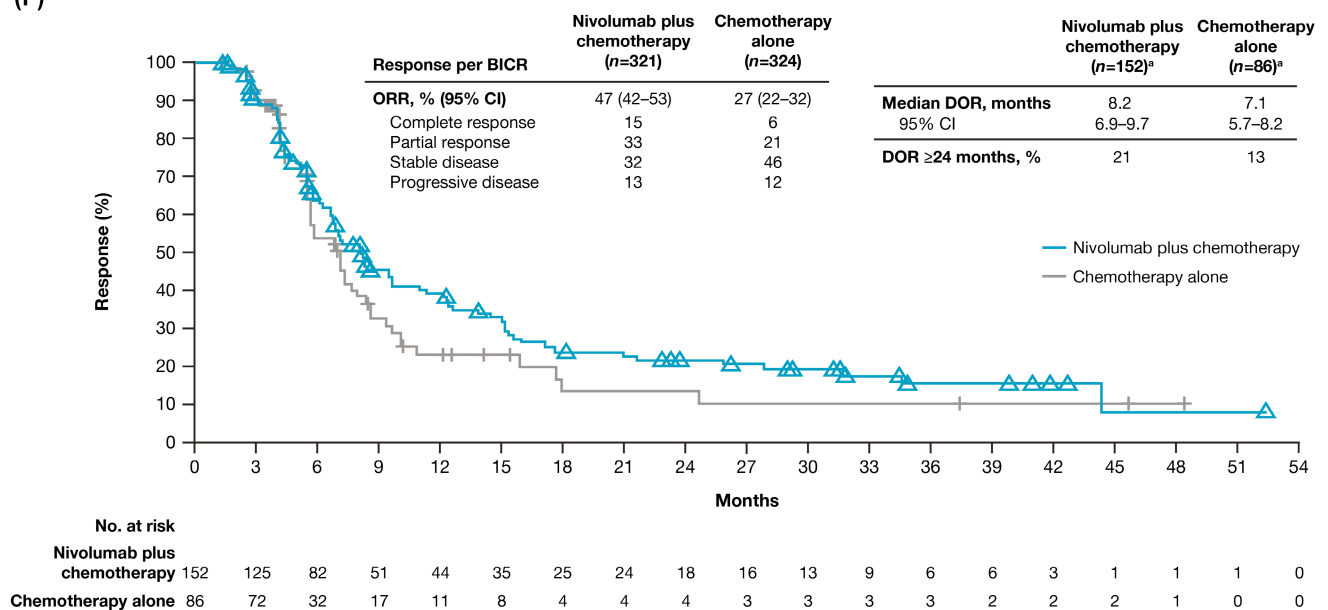 Nivolumab plus chemotherapy (n=321) Chemotherapy alone (n=324)
Response per BICR
ORR, % (95% CI) 47 (42–53) 27 (22–32)
Complete response 15 6
Partial response 33 21
Stable disease 32 46
Progressive disease 13 12
Nivolumab plus chemotherapy (n=152)ᵃ Chemotherapy alone (n=86)ᵃ
Median DOR, months 8.2 7.1
95% CI 6.9–9.7 5.7–8.2
DOR ≥24 months, % 21 13
Nivolumab plus chemotherapy
Chemotherapy alone
Response (%)
100
90
80
70
60
50
40
30
20
10
0
0 3 6 9 12 15 18 21 24 27 30 33 36 39 42 45 48 51 54
Months
No. at risk
Nivolumab plus
chemotherapy 152 125 82 51 44 35 25 24 18 16 13 9 6 6 3 1 1 1 0
Chemotherapy alone 86 72 32 17 11 8 4 4 4 3 3 3 3 2 2 2 1 0 0